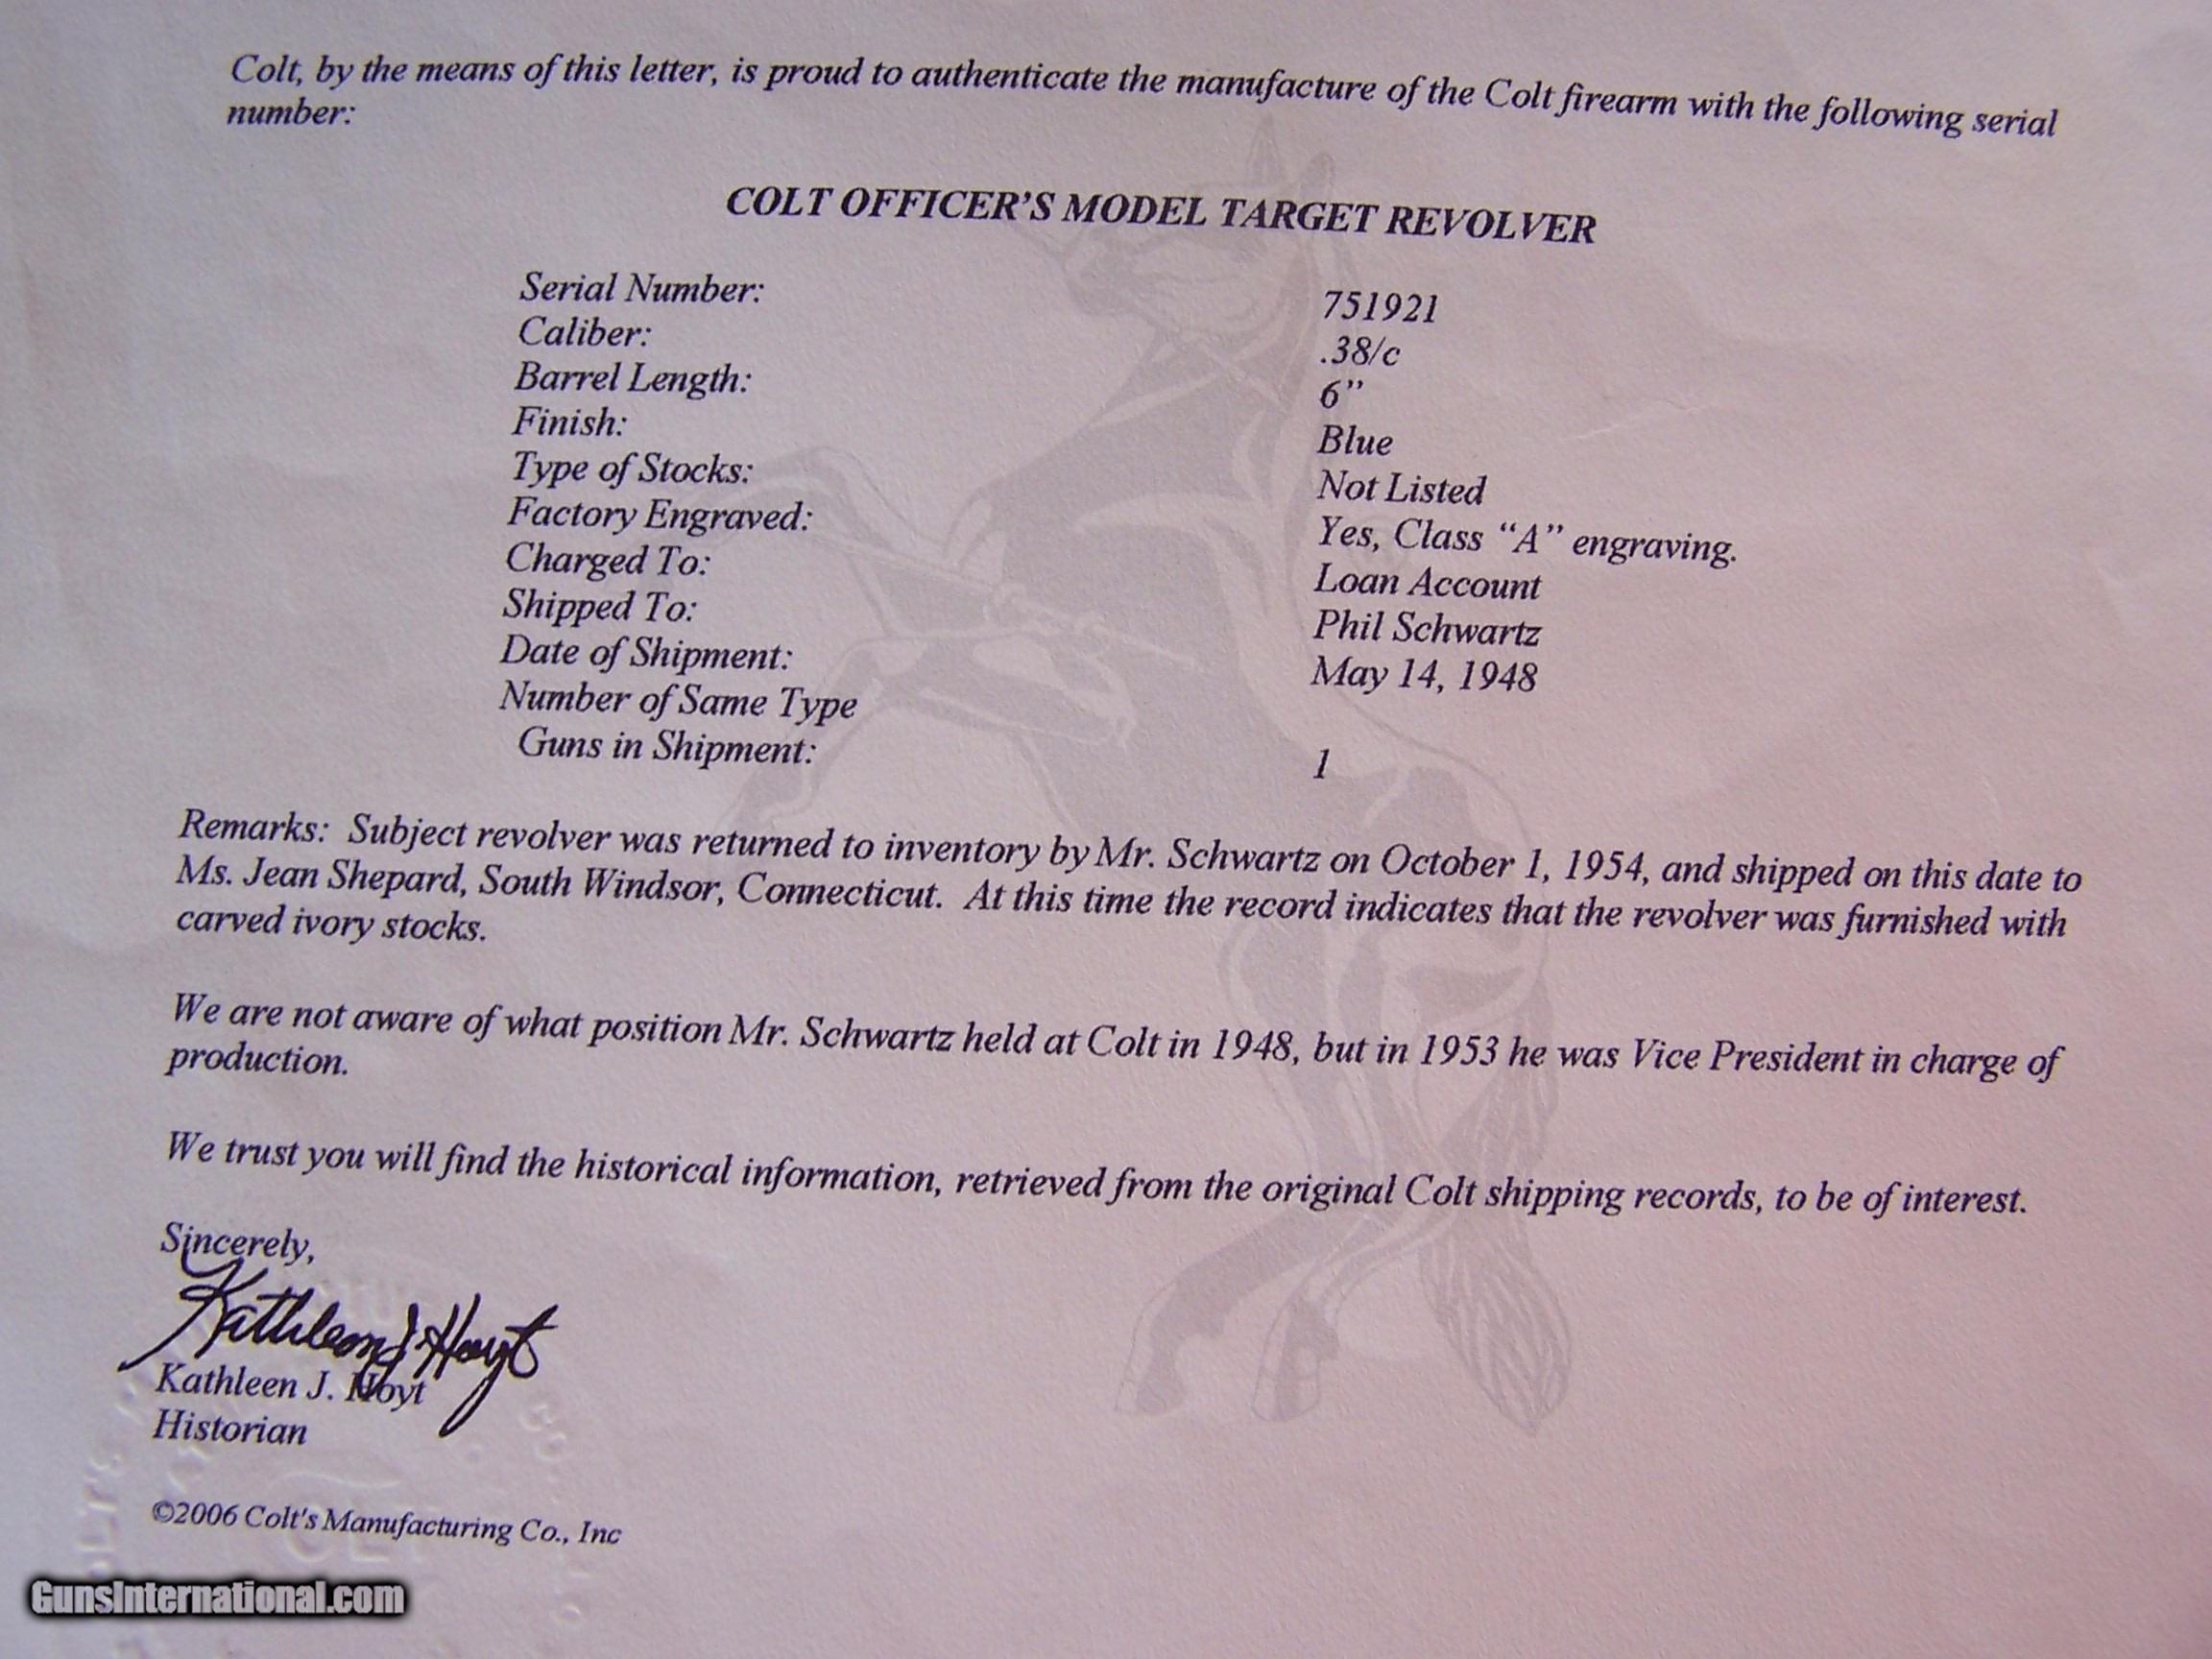 Colt, by the means of this letter, is proud to authenticate the manufacture of the Colt firearm with the following serial
number:
COLT OFFICER'S MODEL TARGET REVOLVER
Serial Number: 751921
Caliber: .38/c
Barrel Length: 6”
Finish: Blue
Type of Stocks: Not Listed
Factory Engraved: Yes, Class “A” engraving.
Charged To: Loan Account
Shipped To: Phil Schwartz
Date of Shipment: May 14, 1948
Number of Same Type
Guns in Shipment: 1
Remarks: Subject revolver was returned to inventory by Mr. Schwartz on October 1, 1954, and shipped on this date to
Ms. Jean Shepard, South Windsor, Connecticut. At this time the record indicates that the revolver was furnished with
carved ivory stocks.
We are not aware of what position Mr. Schwartz held at Colt in 1948, but in 1953 he was Vice President in charge of
production.
We trust you will find the historical information, retrieved from the original Colt shipping records, to be of interest.
Sincerely,
Kathleen J Hoyt
Kathleen J. Hoyt
Historian
©2006 Colt's Manufacturing Co., Inc
GunsInternational.com